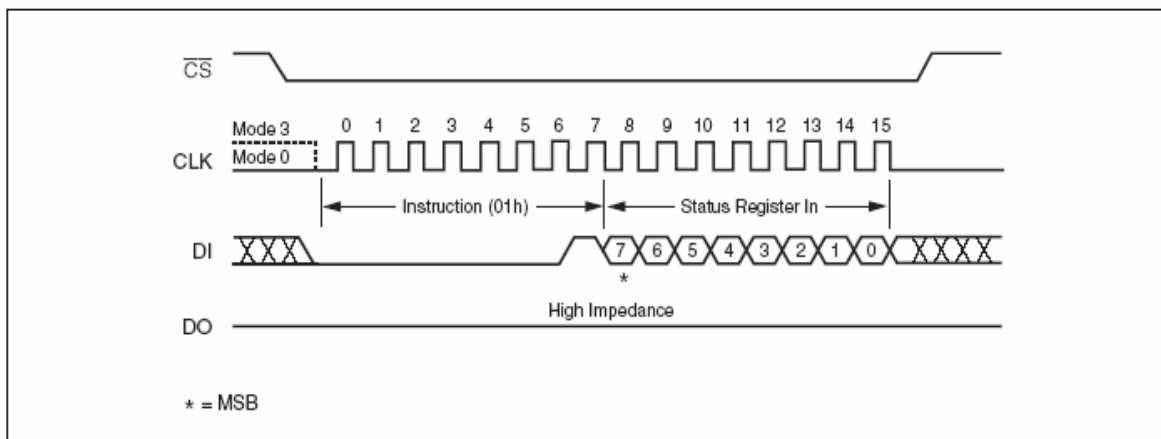 CS
Mode 3 0 1 2 3 4 5 6 7 8 9 10 11 12 13 14 15
CLK Mode 0
Instruction (01h) Status Register In
DI 7 6 5 4 3 2 1 0
*
High Impedance
DO
* = MSB